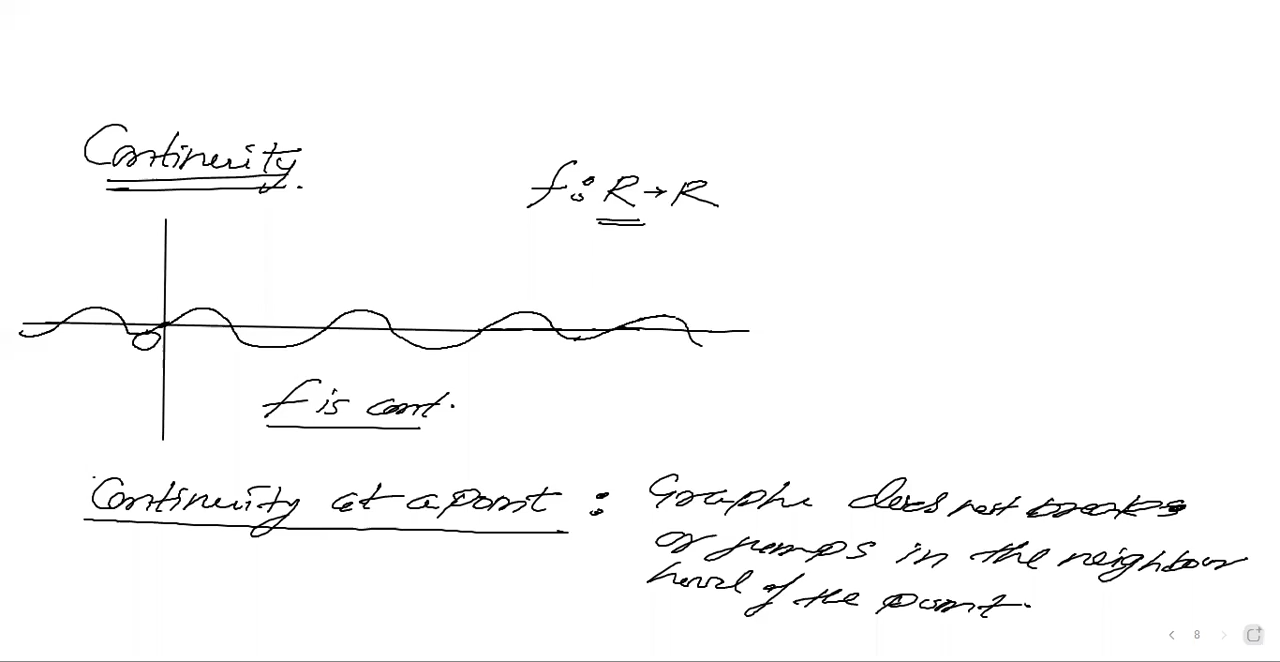 Continuity.
f: R → R
O
f is cont.
Continuity at a point : Graph does not breaks
or jumps in the neighbour
hood of the point.
8